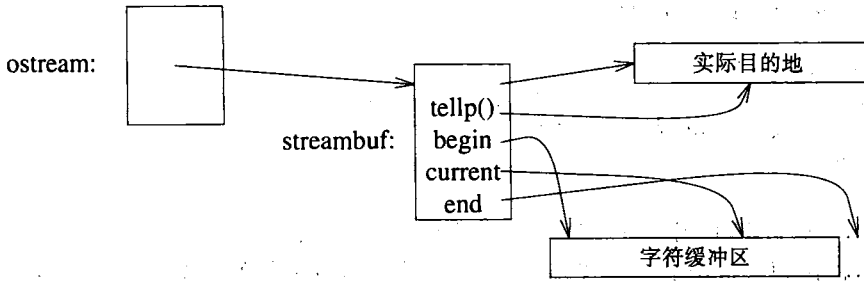 ostream:
实际目的地
tellp()
streambuf:
begin
current
end
字符缓冲区